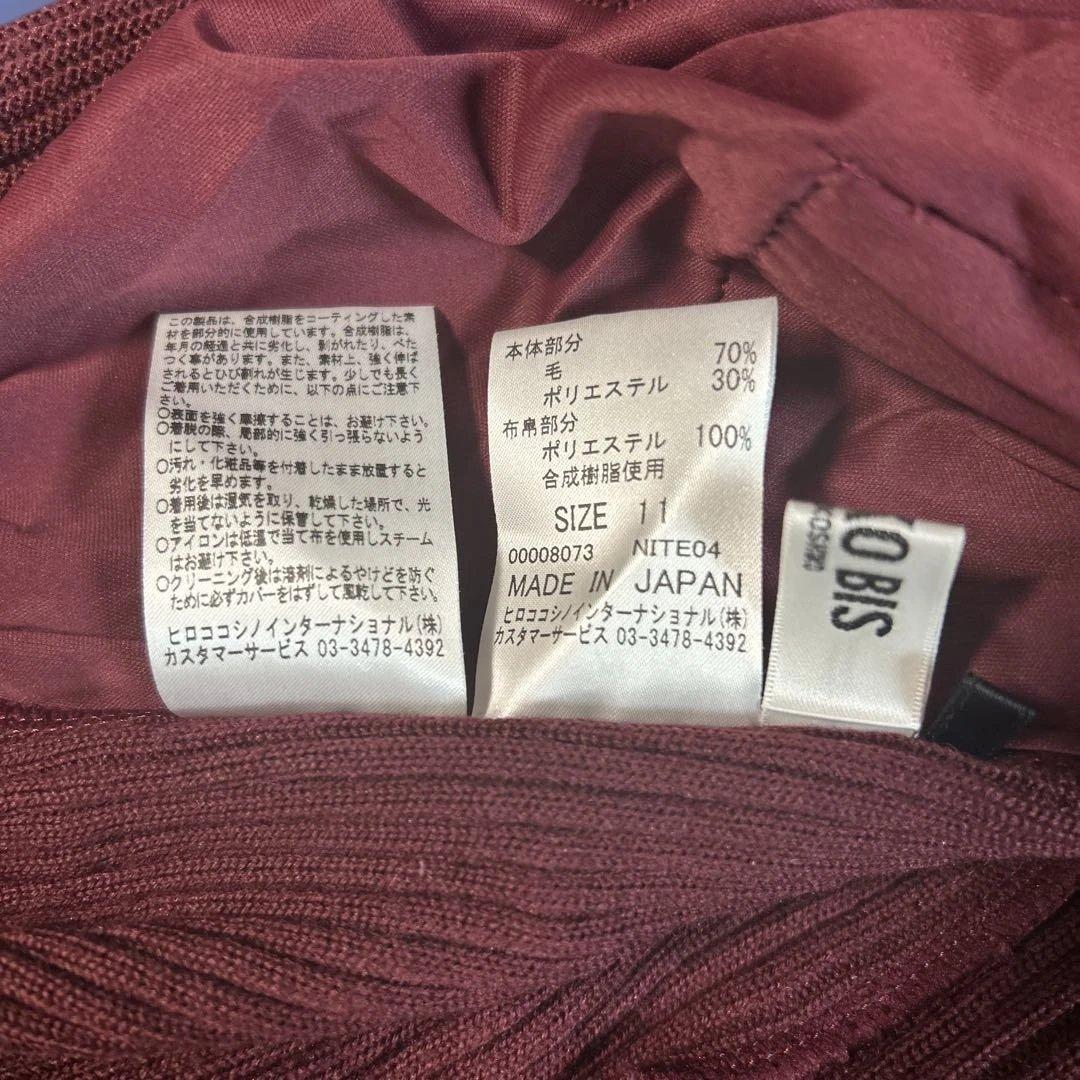 この製品は、合成樹脂をコーティングした素
材を部分的に使用しています。合成樹脂は、
年月の経過と共に劣化し、剥がれたり、べた
つく事があります。また、素材上、強く伸ば
されるとひび割れが生じます。少しでも長く
ご着用いただくために、以下の点にご注意下
さい。
○表面を強く摩擦することは、お避け下さい。
○着脱の際、局部的に強く引っ張らないよう
にして下さい。
○汚れ・化粧品等を付着したまま放置すると
劣化を早めます。
○着用後は湿気を取り、乾燥した場所で、光
を当てないように保管して下さい。
○アイロンは低温で当て布を使用しスチーム
はお避け下さい。
○クリーニング後は溶剤によるやけどを防ぐ
ために必ずカバーをはずして風乾して下さい。
ヒロココシノインターナショナル(株)
カスタマーサービス 03-3478-4392
本体部分
毛 70%
ポリエステル 30%
布帛部分
ポリエステル 100%
合成樹脂使用
SIZE 11
00008073 NITE04
MADE IN JAPAN
ヒロココシノインターナショナル(株)
カスタマーサービス 03-3478-4392
KO BIS